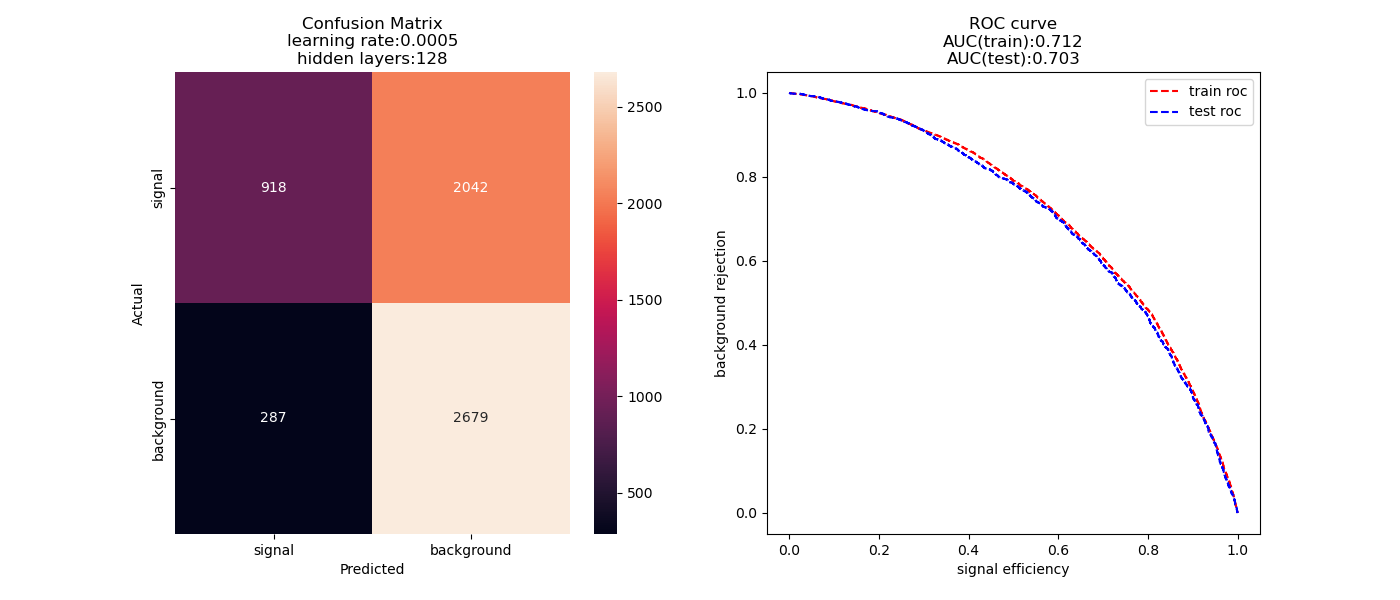 Confusion Matrix
learning rate:0.0005
hidden layers:128
signal
background
Actual
918
2042
287
2679
signal
background
Predicted
2500
2000
1500
1000
500
ROC curve
AUC(train):0.712
AUC(test):0.703
train roc
test roc
background rejection
1.0
0.8
0.6
0.4
0.2
0.0
0.0
0.2
0.4
0.6
0.8
1.0
signal efficiency